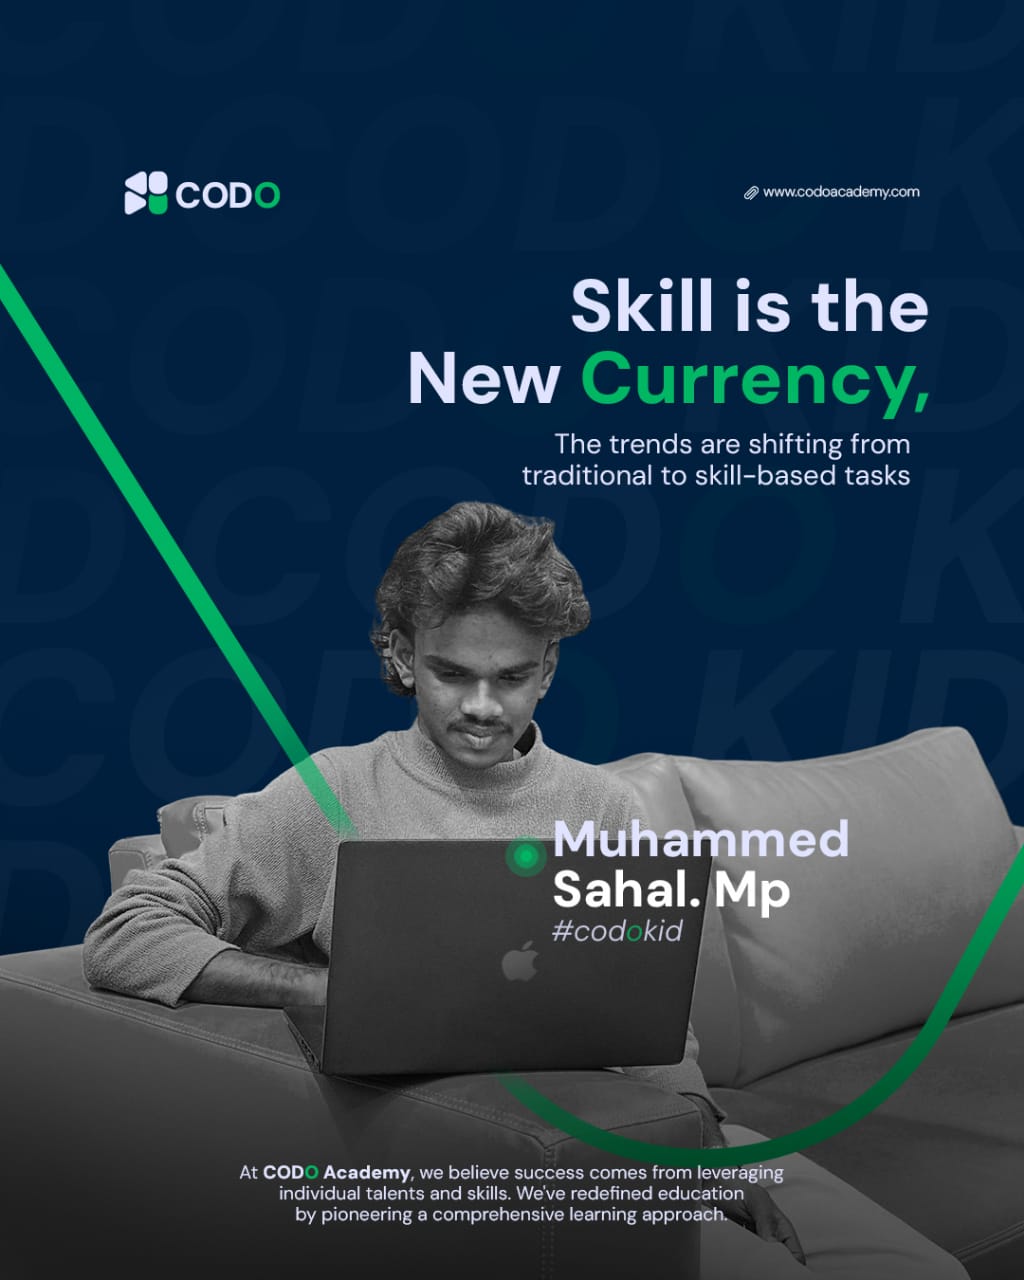 CODO
www.codoacademy.com
Skill is the
New Currency,
The trends are shifting from
traditional to skill-based tasks
Muhammed
Sahal. Mp
#codokid
At CODO Academy, we believe success comes from leveraging
individual talents and skills. We've redefined education
by pioneering a comprehensive learning approach.